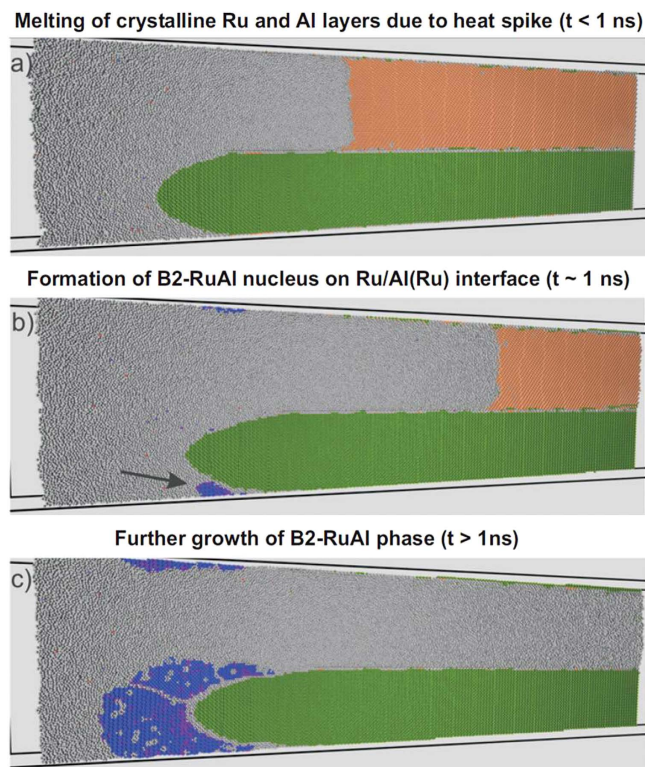 Melting of crystalline Ru and Al layers due to heat spike (t < 1 ns)
a)
Formation of B2-RuAl nucleus on Ru/Al(Ru) interface (t ~ 1 ns)
b)
Further growth of B2-RuAl phase (t > 1ns)
c)